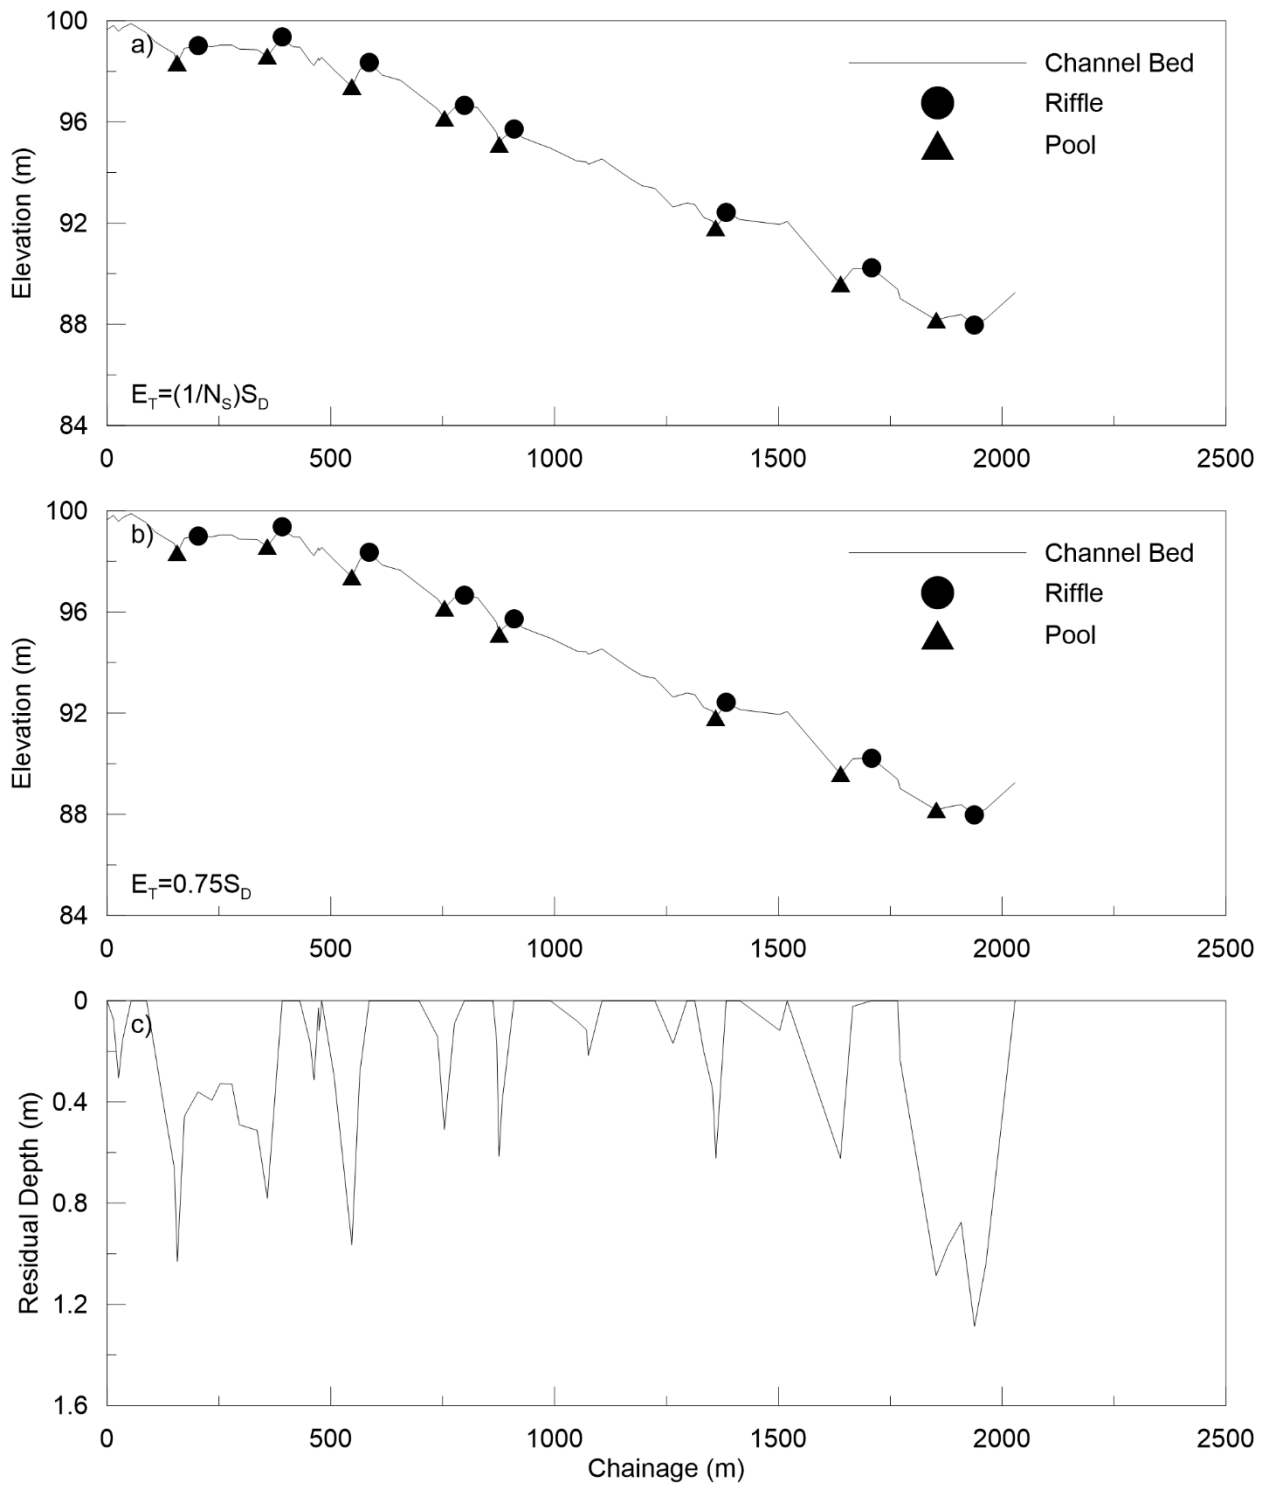 100
a)
96
92
88
84
Elevation (m)
Channel Bed
Riffle
Pool
E_T=(1/N_S)S_D
0 500 1000 1500 2000 2500
100
b)
96
92
88
84
Elevation (m)
Channel Bed
Riffle
Pool
E_T=0.75S_D
0 500 1000 1500 2000 2500
0
c)
0.4
0.8
1.2
1.6
Residual Depth (m)
0 500 1000 1500 2000 2500
Chainage (m)